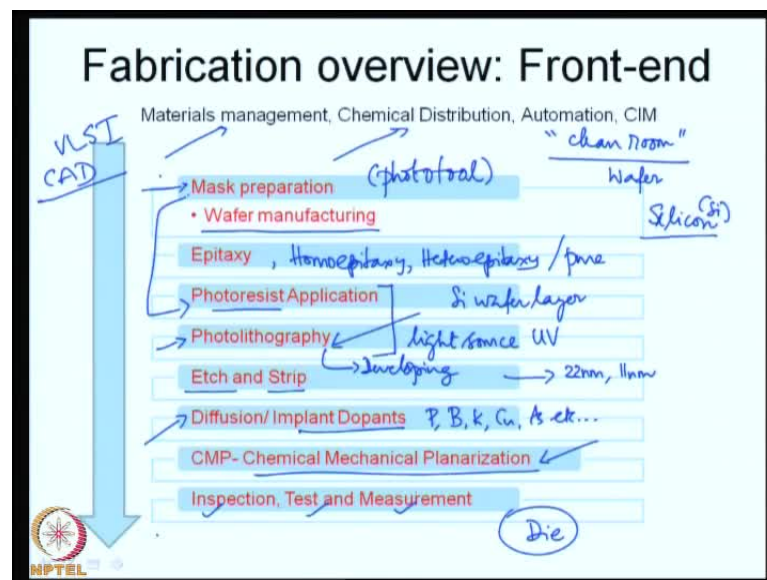 Fabrication overview: Front-end
Materials management, Chemical Distribution, Automation, CIM
VLSI
CAD
"clean room"
Wafer
Silicon (Si)
Mask preparation (phototool)
• Wafer manufacturing
Epitaxy , Homoepitaxy, Heteroepitaxy / pure
Photoresist Application Si wafer layer
Photolithography light source UV
Developing
Etch and Strip 22nm, 11nm
Diffusion/ Implant Dopants P, B, K, Cu, As etc...
CMP- Chemical Mechanical Planarization
Inspection, Test and Measurement
Die
NPTEL